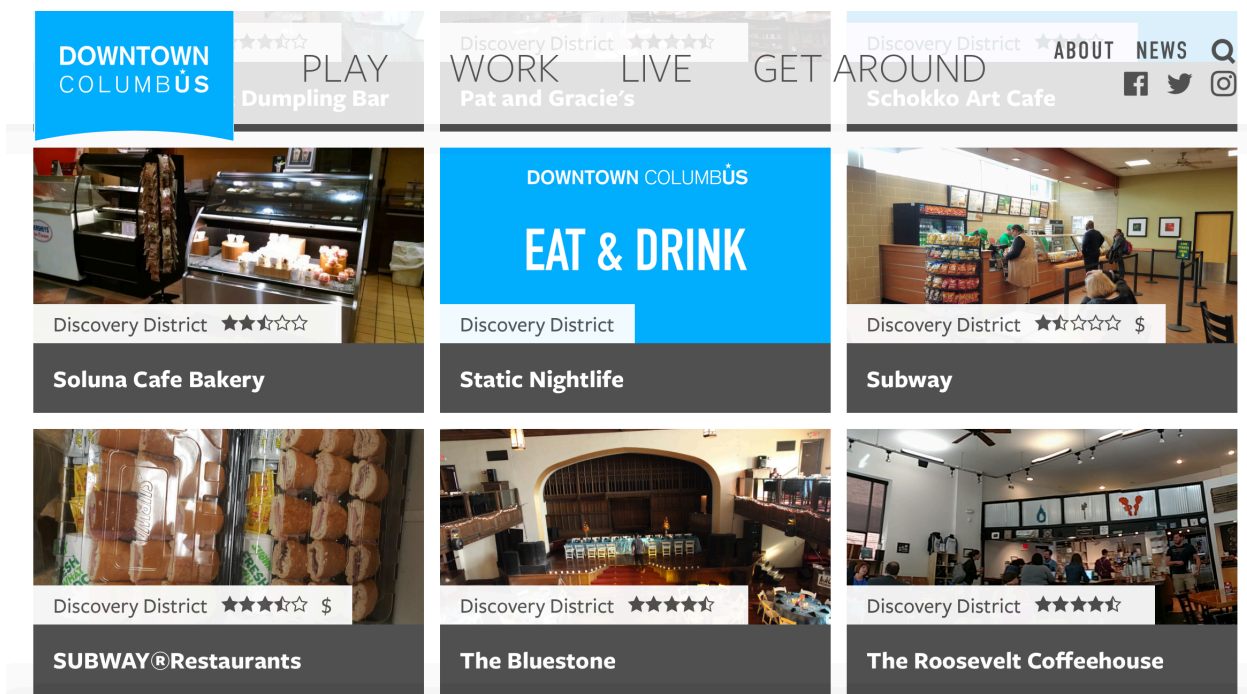 DOWNTOWN
COLUMBUS
PLAY
WORK
LIVE
GET AROUND
ABOUT
NEWS
Discovery District
Discovery District
Dumpling Bar
Pat and Gracie's
Schokko Art Cafe
DOWNTOWN COLUMBUS
EAT & DRINK
Discovery District
Discovery District
Discovery District $
Soluna Cafe Bakery
Static Nightlife
Subway
Discovery District $
Discovery District
Discovery District
SUBWAY®Restaurants
The Bluestone
The Roosevelt Coffeehouse